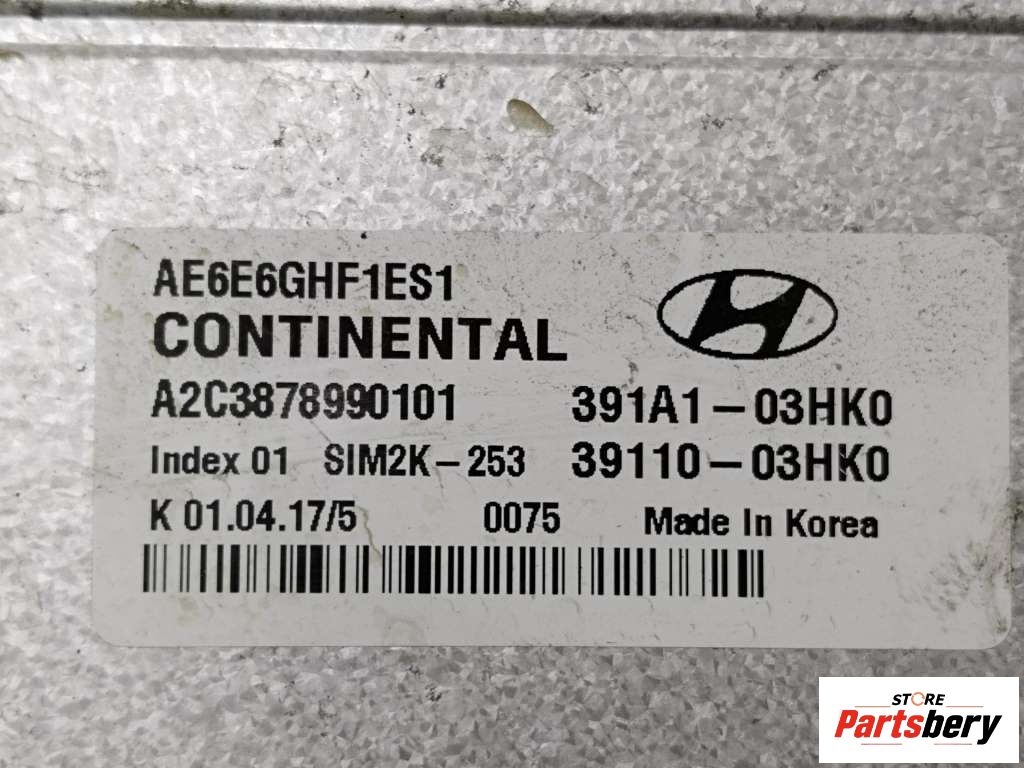 AE6E6GHF1ES1
CONTINENTAL
A2C3878990101 391A1-03HK0
Index 01 SIM2K-253 39110-03HK0
K 01.04.17/5 0075 Made In Korea
STORE
Partsbery